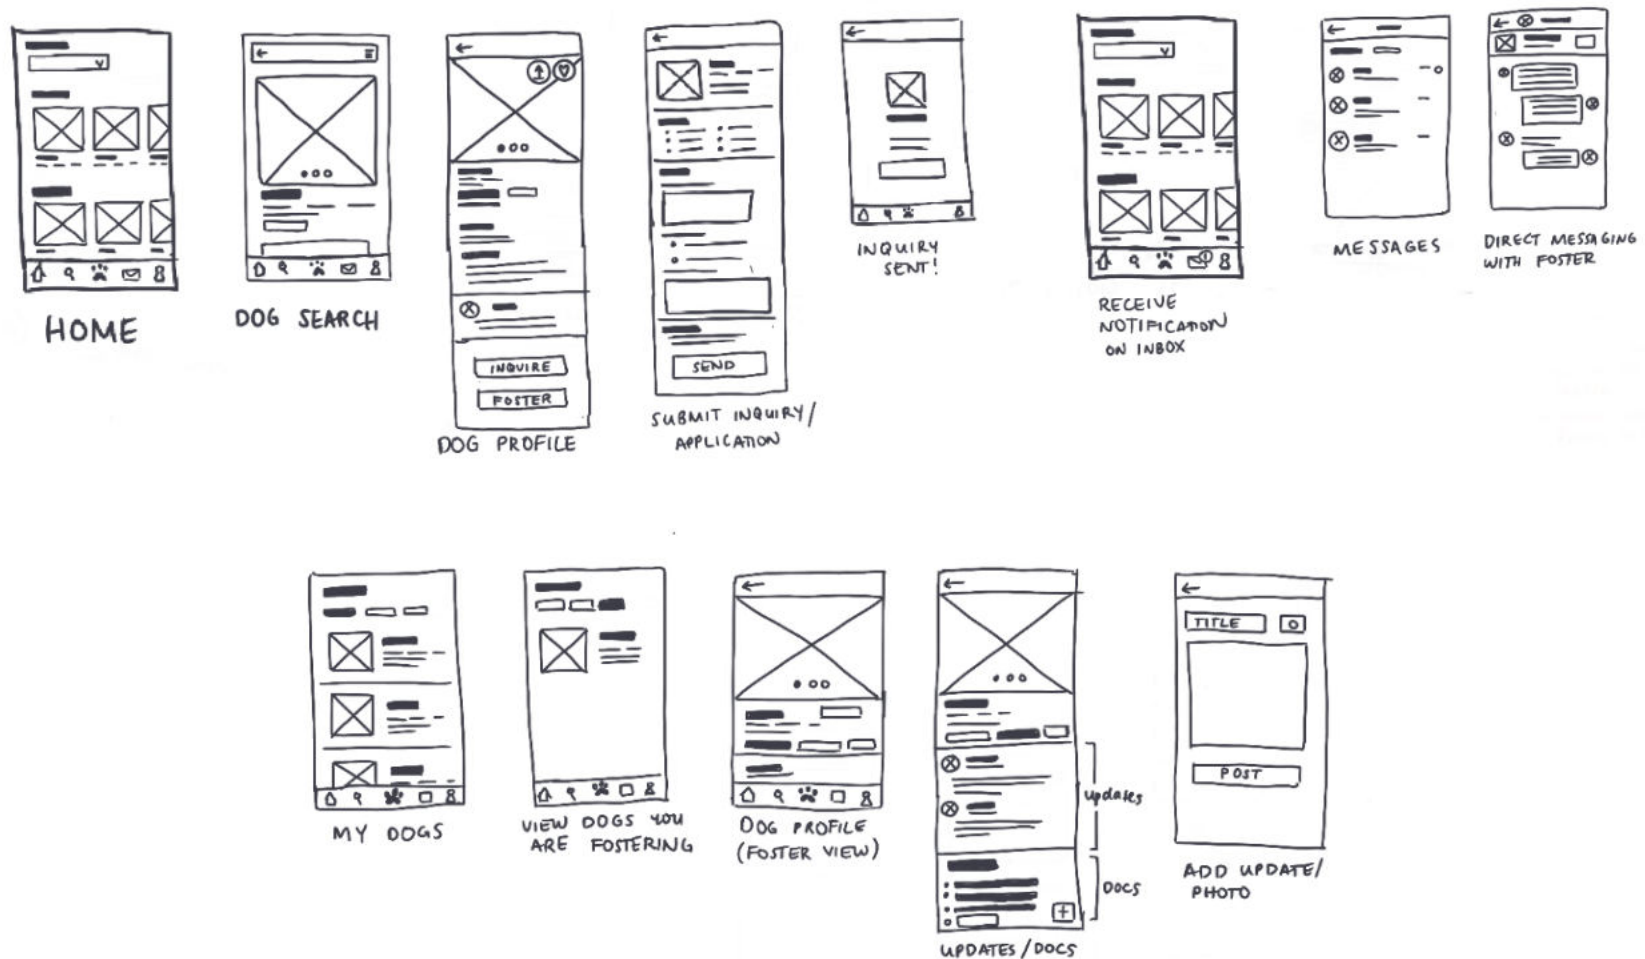 HOME
DOG SEARCH
INQUIRE
FOSTER
DOG PROFILE
SEND
SUBMIT INQUIRY/
APPLICATION
INQUIRY
SENT!
RECEIVE
NOTIFICATION
ON INBOX
MESSAGES
DIRECT MESSAGING
WITH FOSTER
MY DOGS
VIEW DOGS YOU
ARE FOSTERING
DOG PROFILE
(FOSTER VIEW)
updates
DOCS
UPDATES/DOCS
TITLE
POST
ADD UPDATE/
PHOTO